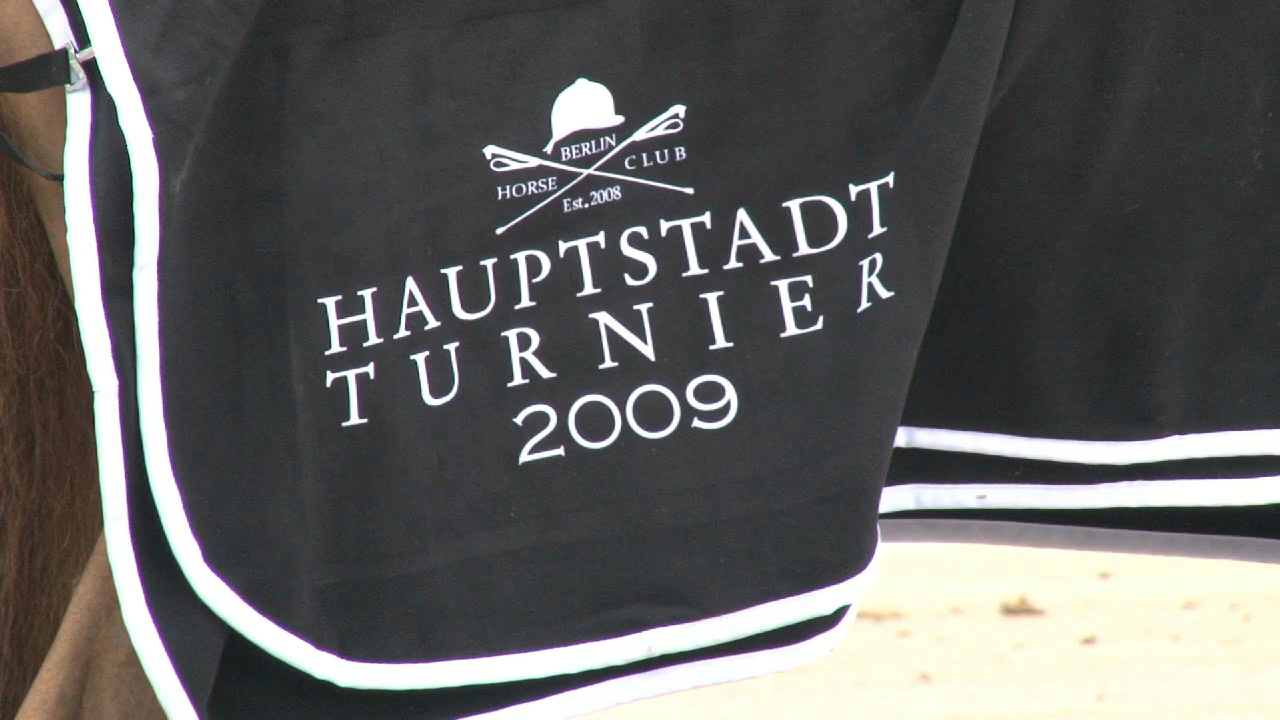 BERLIN
HORSE CLUB
Est.2008
HAUPTSTADT
TURNIER
2009